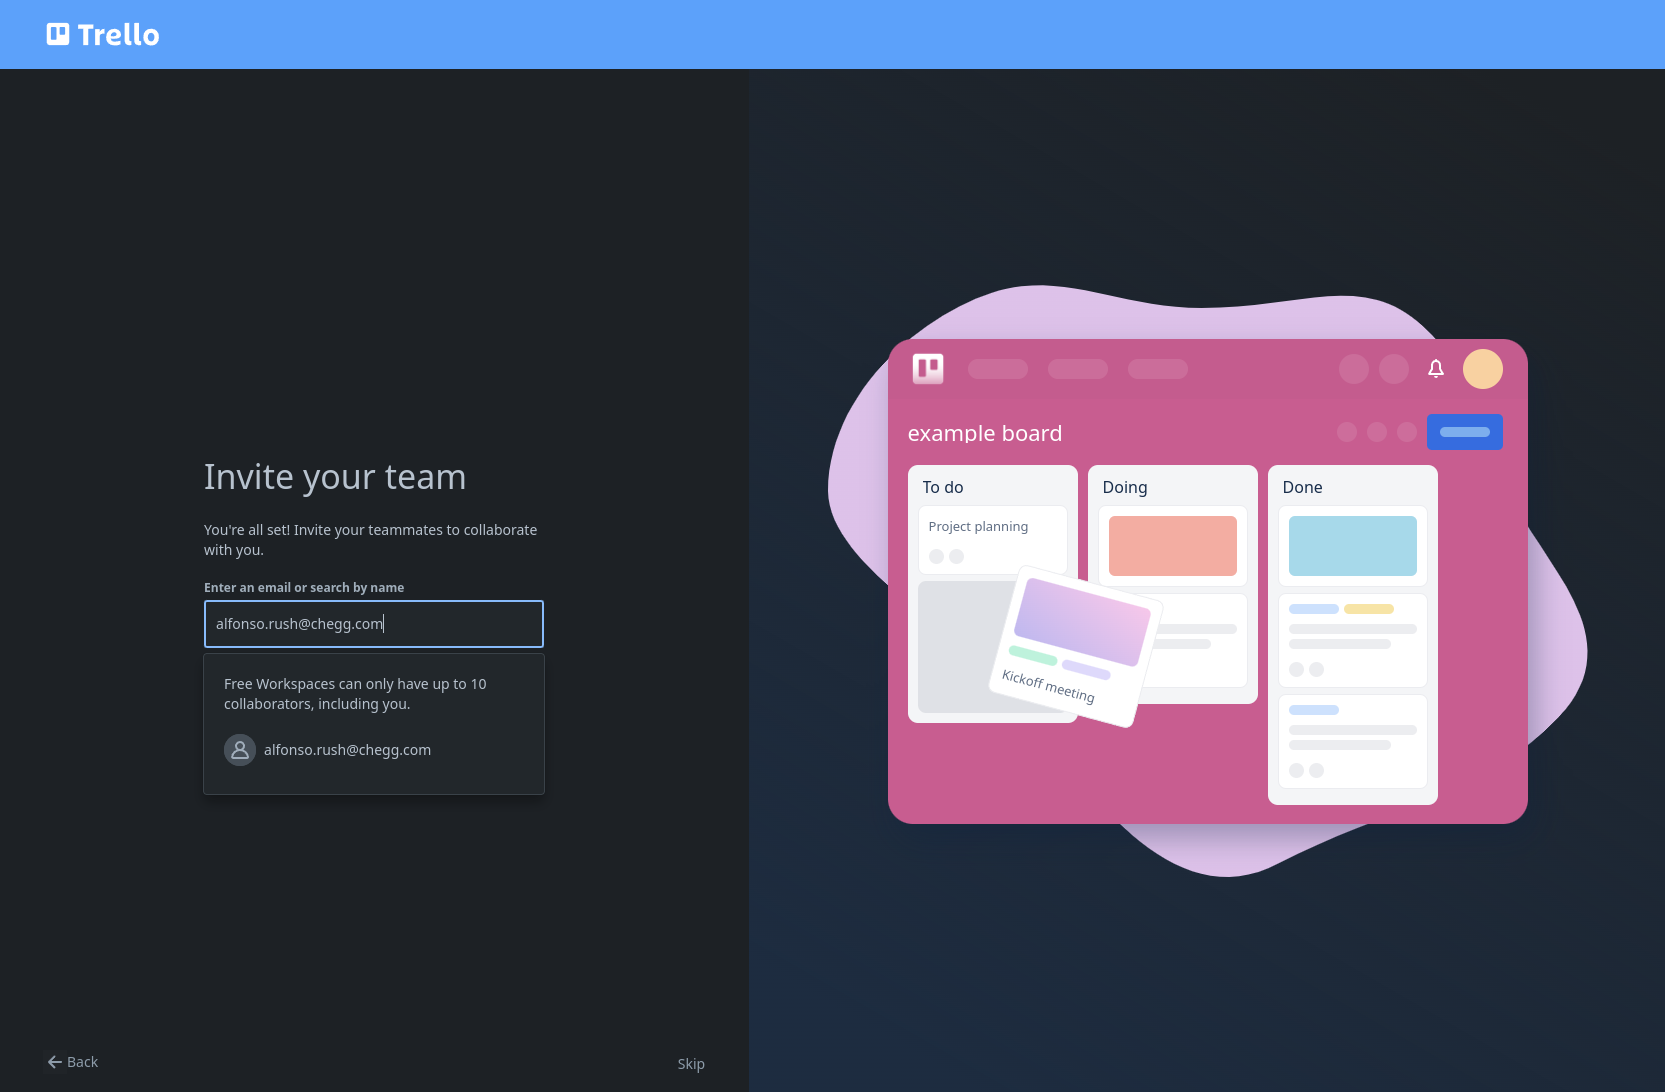 Trello
Invite your team
You're all set! Invite your teammates to collaborate
with you.
Enter an email or search by name
alfonso.rush@chegg.com
Free Workspaces can only have up to 10
collaborators, including you.
alfonso.rush@chegg.com
Back
Skip
example board
To do
Project planning
Kickoff meeting
Doing
Done